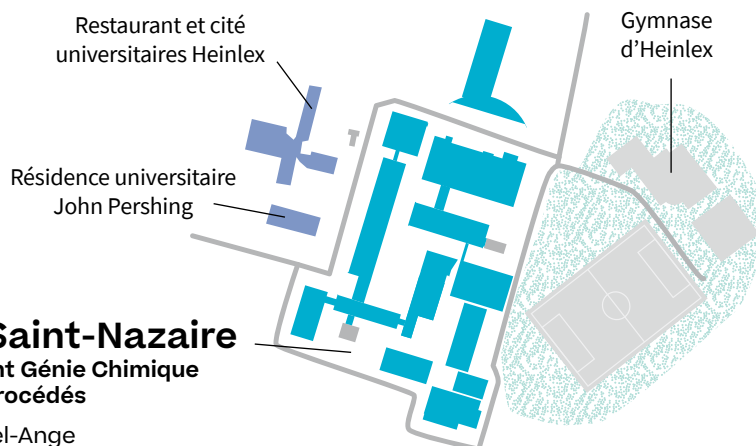 Restaurant et cité
universitaires Heinlex
Gymnase
d’Heinlex
Résidence universitaire
John Pershing
Saint-Nazaire
nt Génie Chimique
rocédés
el-Ange